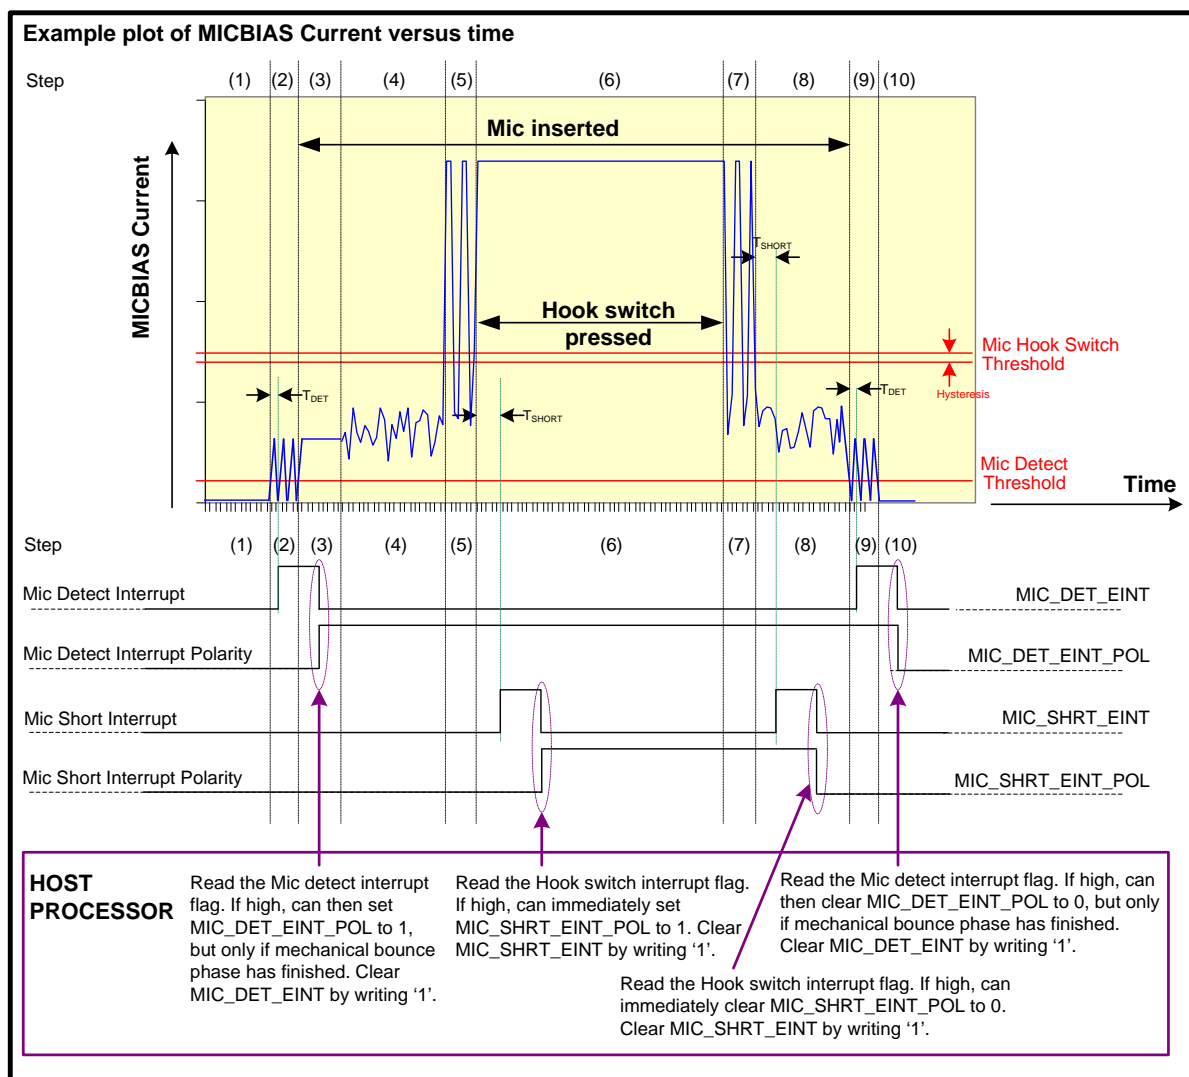 Example plot of MICBIAS Current versus time
Step
(1) (2) (3) (4) (5) (6) (7) (8) (9) (10)
Mic inserted
MICBIAS Current
TSHORT
Hook switch
pressed
Mic Hook Switch
Threshold
Hysteresis
TDET
TDET
TSHORT
Mic Detect
Threshold
Time
Step
(1) (2) (3) (4) (5) (6) (7) (8) (9) (10)
Mic Detect Interrupt
MIC_DET_EINT
Mic Detect Interrupt Polarity
MIC_DET_EINT_POL
Mic Short Interrupt
MIC_SHRT_EINT
Mic Short Interrupt Polarity
MIC_SHRT_EINT_POL
HOST
PROCESSOR
Read the Mic detect interrupt
flag. If high, can then set
MIC_DET_EINT_POL to 1,
but only if mechanical bounce
phase has finished. Clear
MIC_DET_EINT by writing ‘1’.
Read the Hook switch interrupt flag.
If high, can immediately set
MIC_SHRT_EINT_POL to 1. Clear
MIC_SHRT_EINT by writing ‘1’.
Read the Mic detect interrupt flag. If high, can
then clear MIC_DET_EINT_POL to 0, but only
if mechanical bounce phase has finished.
Clear MIC_DET_EINT by writing ‘1’.
Read the Hook switch interrupt flag. If high, can
immediately clear MIC_SHRT_EINT_POL to 0.
Clear MIC_SHRT_EINT by writing ‘1’.